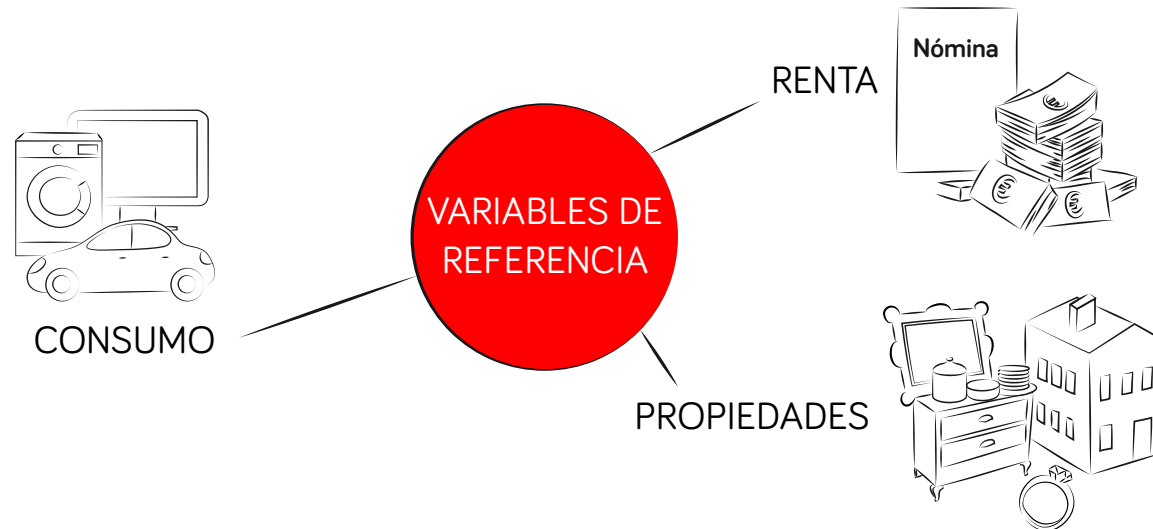 Nómina
RENTA
VARIABLES DE
REFERENCIA
CONSUMO
PROPIEDADES